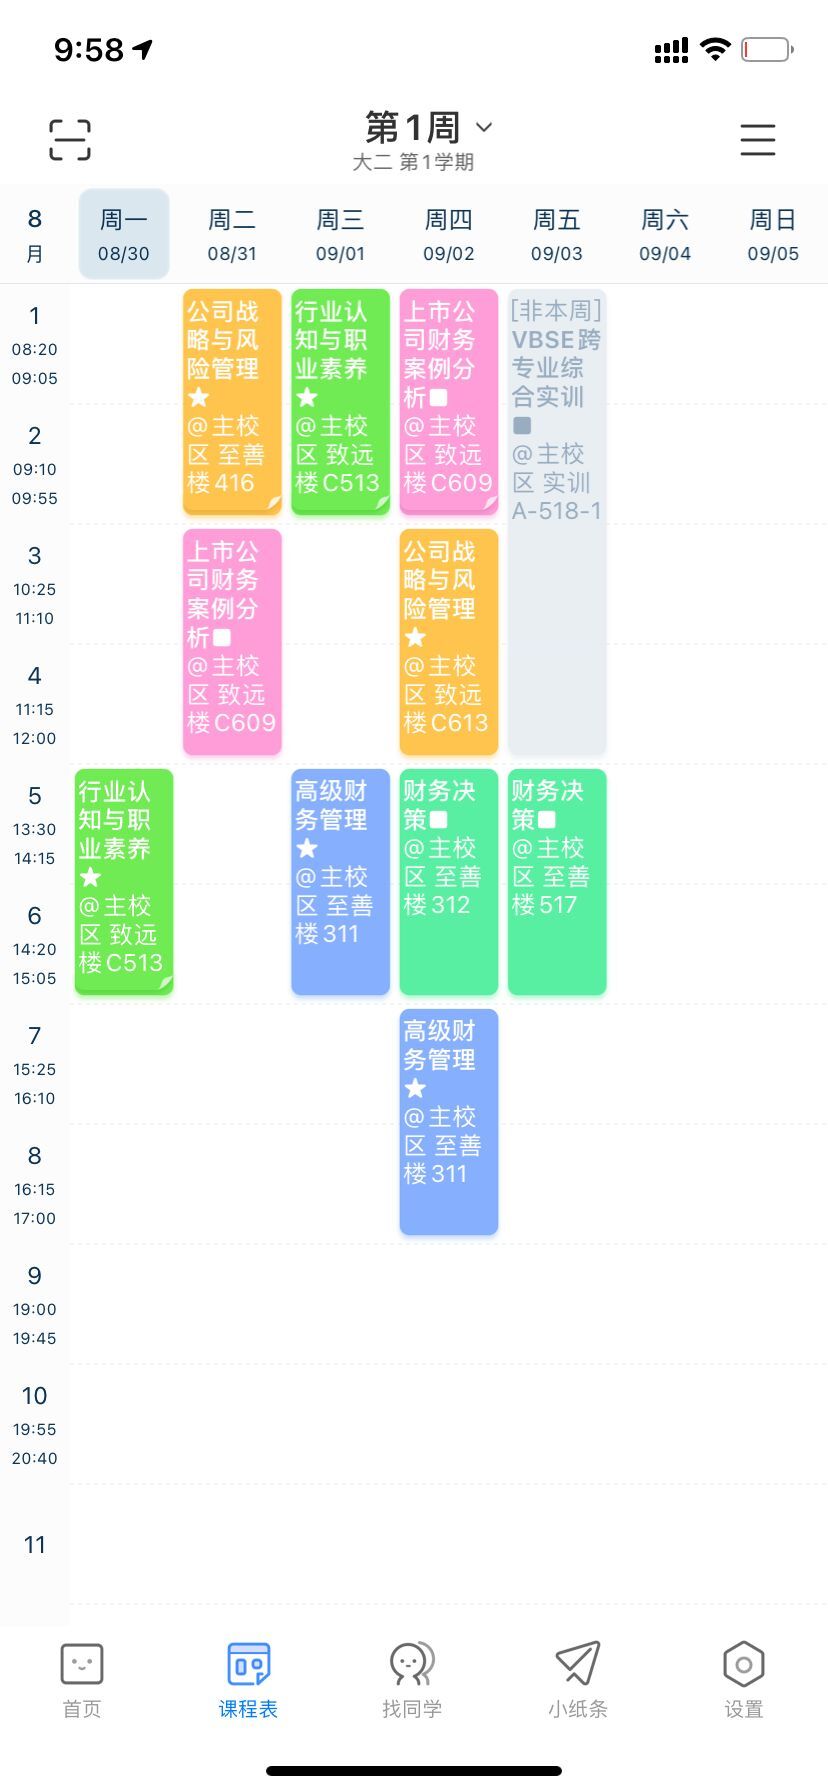 9:58
第1周
大二 第1学期
8
月
周一
08/30
周二
08/31
周三
09/01
周四
09/02
周五
09/03
周六
09/04
周日
09/05
1
08:20
09:05
2
09:10
09:55
3
10:25
11:10
4
11:15
12:00
5
13:30
14:15
6
14:20
15:05
7
15:25
16:10
8
16:15
17:00
9
19:00
19:45
10
19:55
20:40
11
行业认
知与职
业素养
★
@主校
区 致远
楼C513
公司战
略与风
险管理
★
@主校
区 至善
楼416
上市公
司财务
案例分
析■
@主校
区 致远
楼C609
行业认
知与职
业素养
★
@主校
区 致远
楼C513
高级财
务管理
★
@主校
区 至善
楼311
上市公
司财务
案例分
析■
@主校
区 致远
楼C609
公司战
略与风
险管理
★
@主校
区 致远
楼C613
财务决
策■
@主校
区 至善
楼312
高级财
务管理
★
@主校
区 至善
楼311
[非本周]
VBSE跨
专业综
合实训
■
@主校
区 实训
A-518-1
财务决
策■
@主校
区 至善
楼517
首页
课程表
找同学
小纸条
设置